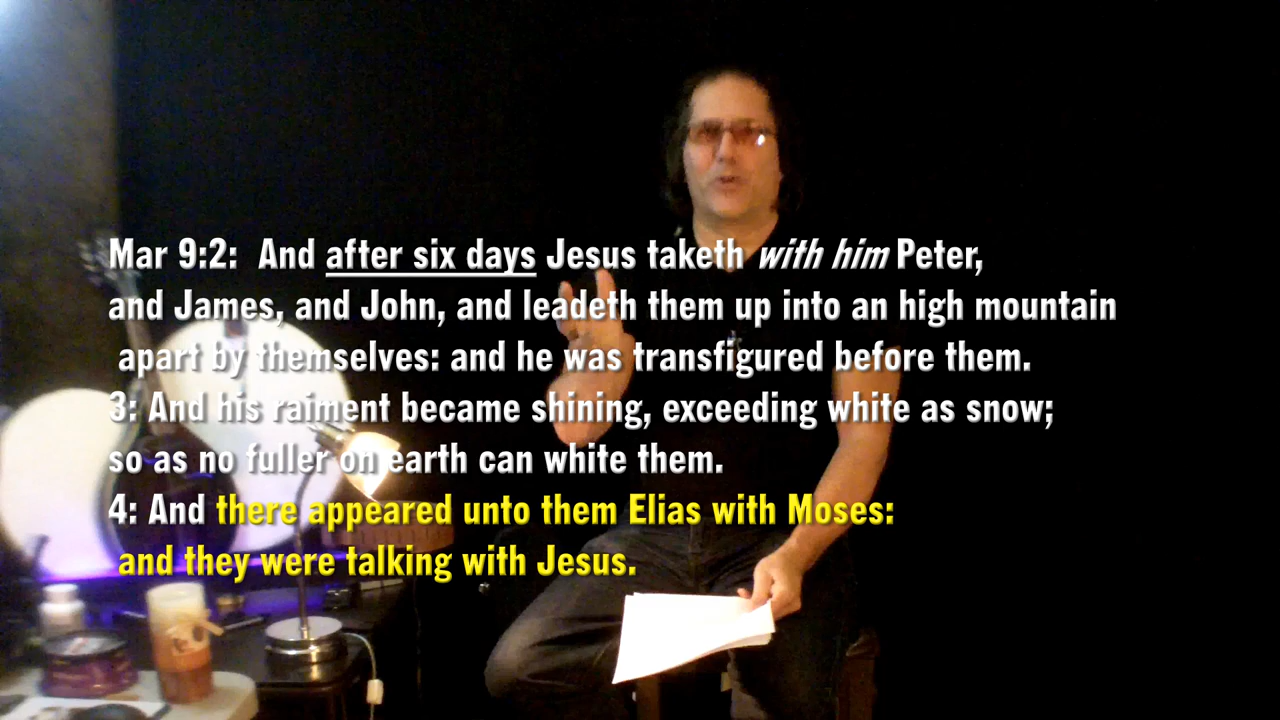 Mar 9:2:  And after six days Jesus taketh with him Peter,
and James, and John, and leadeth them up into an high mountain
apart by themselves: and he was transfigured before them.
3: And his raiment became shining, exceeding white as snow;
so as no fuller on earth can white them.
4: And there appeared unto them Elias with Moses:
and they were talking with Jesus.